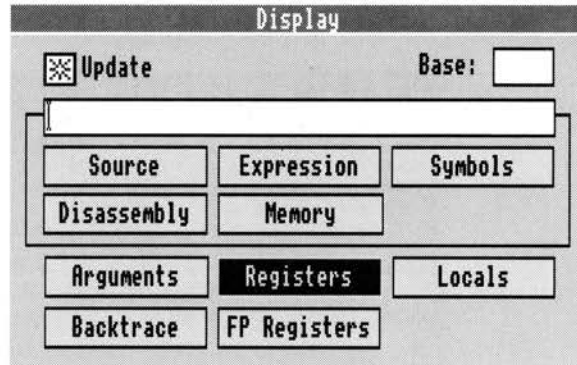 Display
Update Base:
Source Expression Symbols
Disassembly Memory
Arguments Registers Locals
Backtrace FP Registers